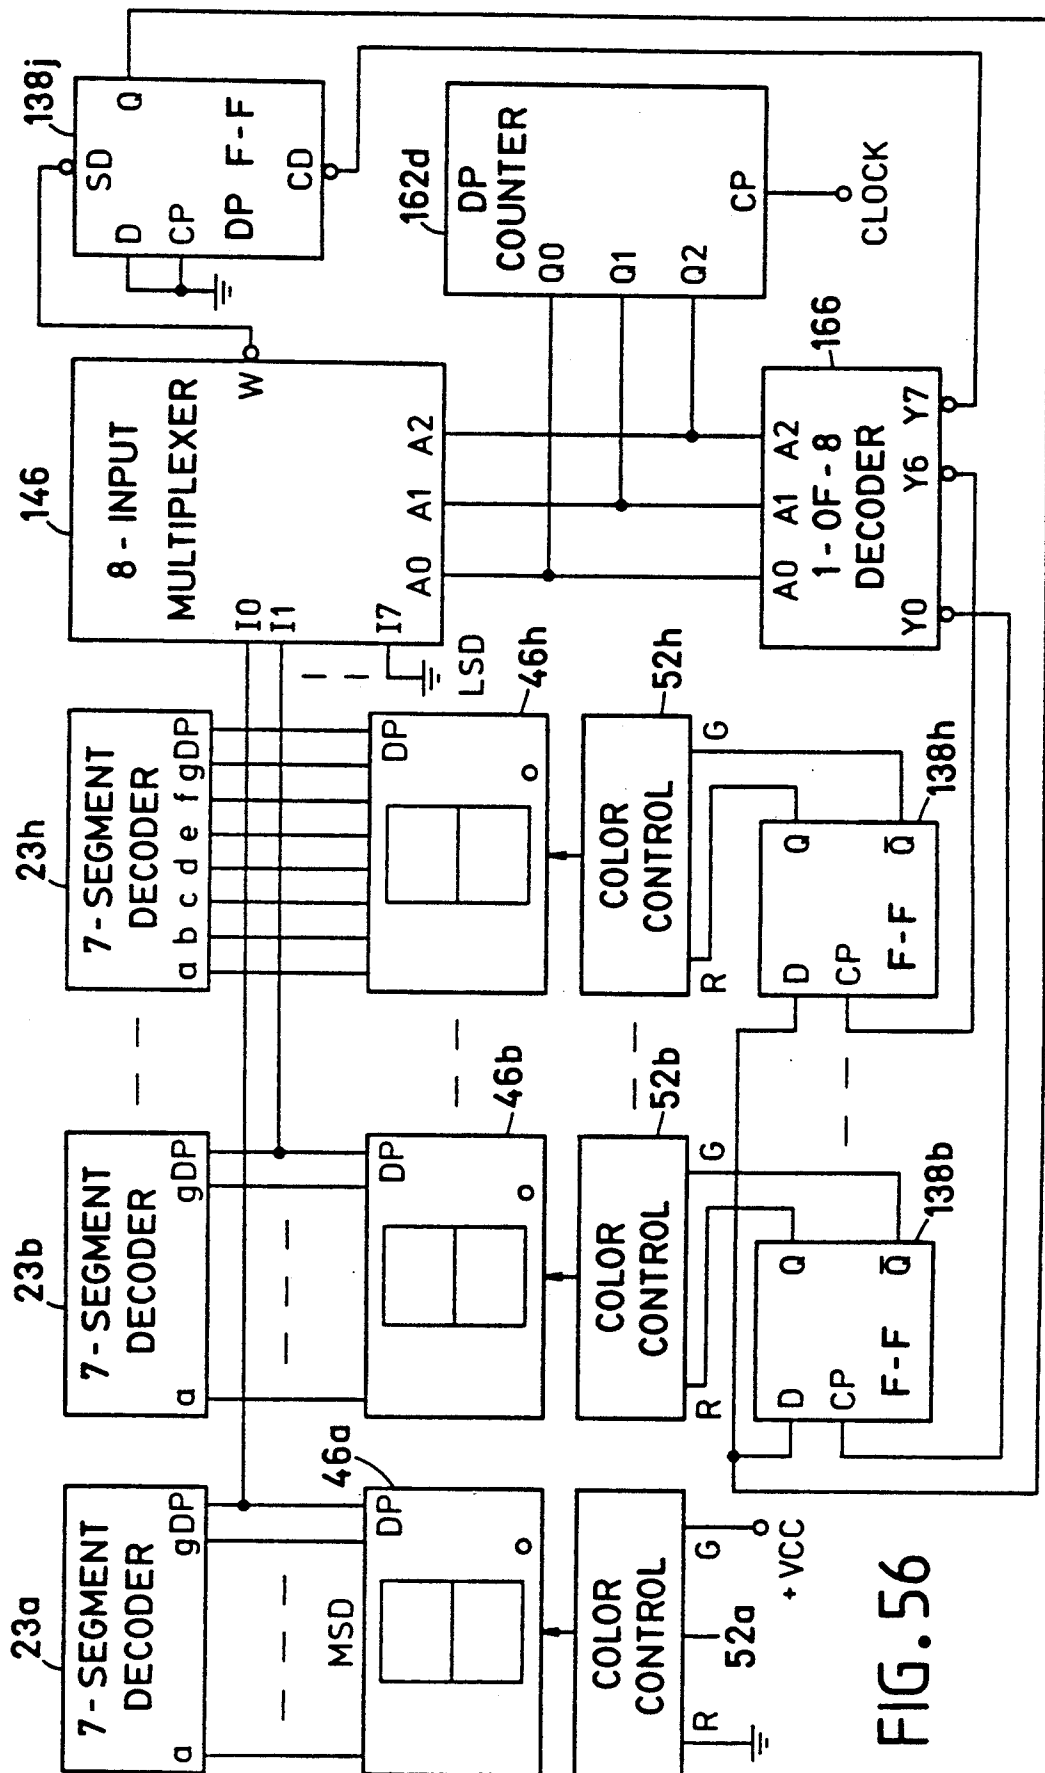 23a
7-SEGMENT
DECODER
a
gDP
MSD
46a
DP
COLOR
CONTROL
R
G
52a
+VCC
23b
7-SEGMENT
DECODER
a
gDP
46b
DP
COLOR
CONTROL
52b
R
G
D
Q
CP
Q̅
F-F
138b
23h
7-SEGMENT
DECODER
a b c d e f gDP
LSD
46h
DP
COLOR
CONTROL
52h
R
G
D
Q
CP
Q̅
F-F
138h
146
8-INPUT
MULTIPLEXER
I0
I1
I7
W
A0 A1 A2
138j
SD
D
Q
CP
DP F-F
CD
162d
DP
COUNTER
Q0
Q1
Q2
CP
CLOCK
166
A0 A1 A2
1-OF-8
DECODER
Y0 Y6 Y7
FIG.56